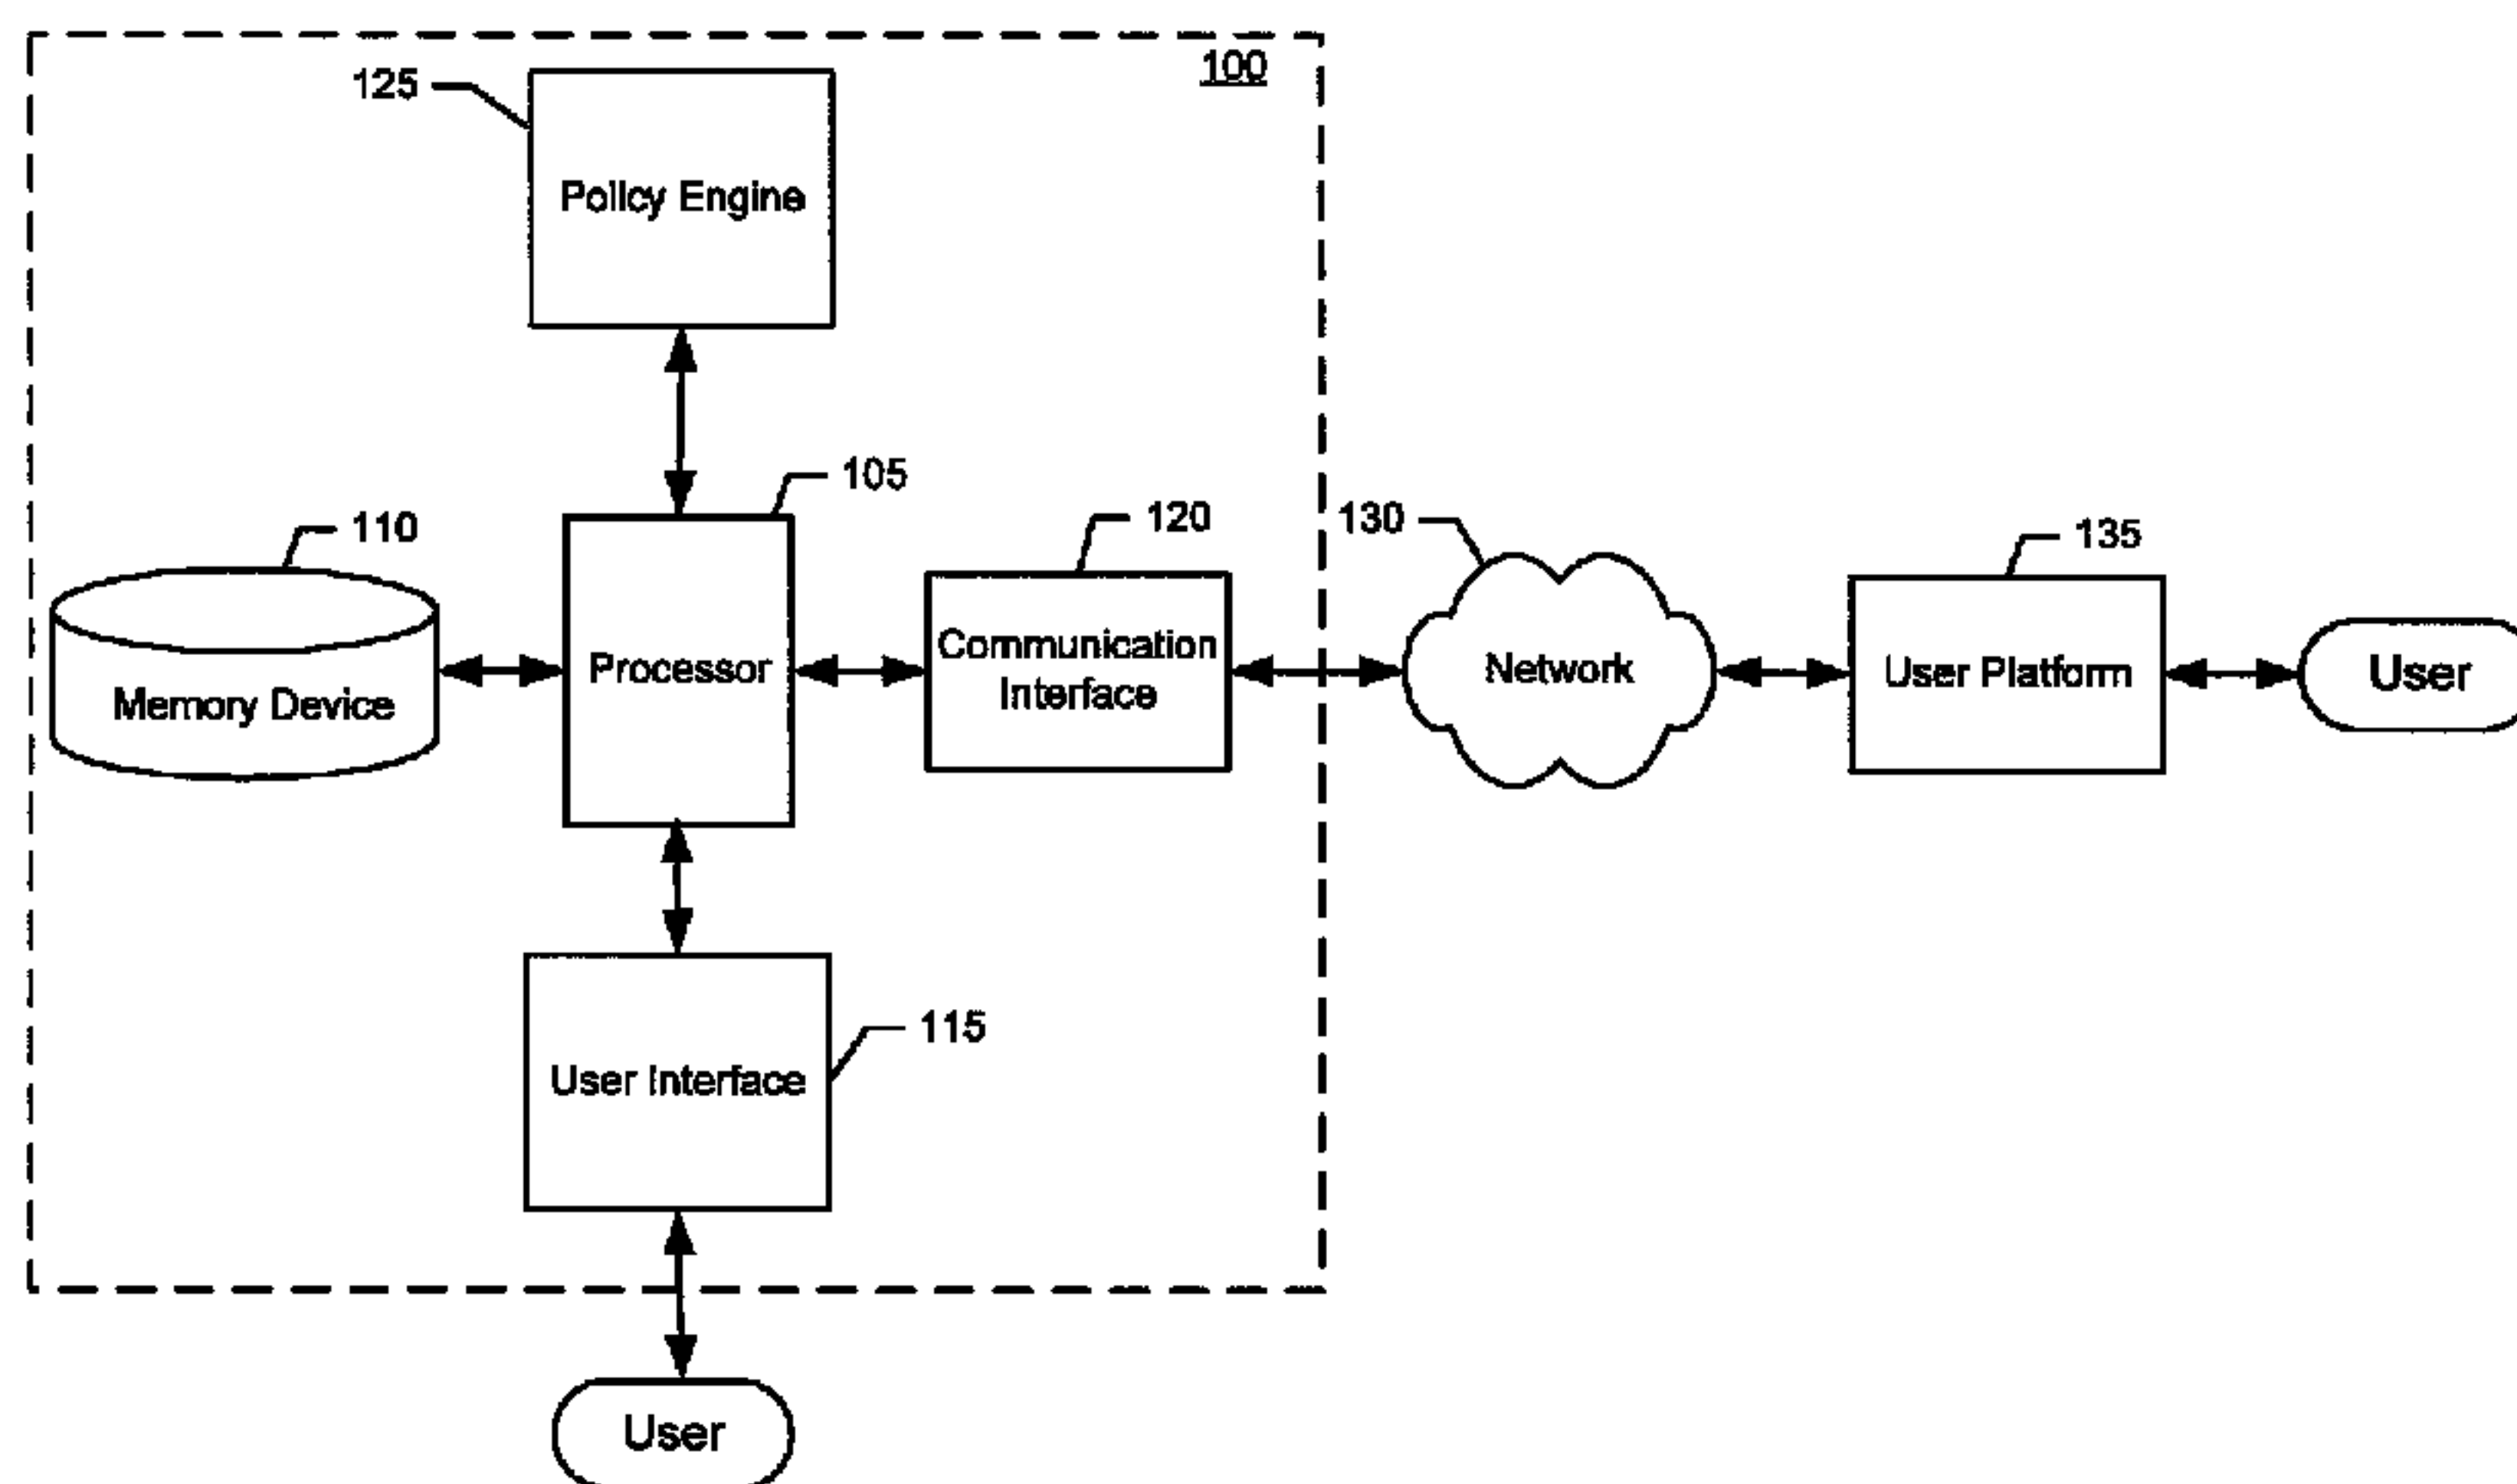 100
125
Policy Engine
105
110
120
130
135
Communication
Interface
Processor
Network
User Platform
User
Memory Device
115
User Interface
User